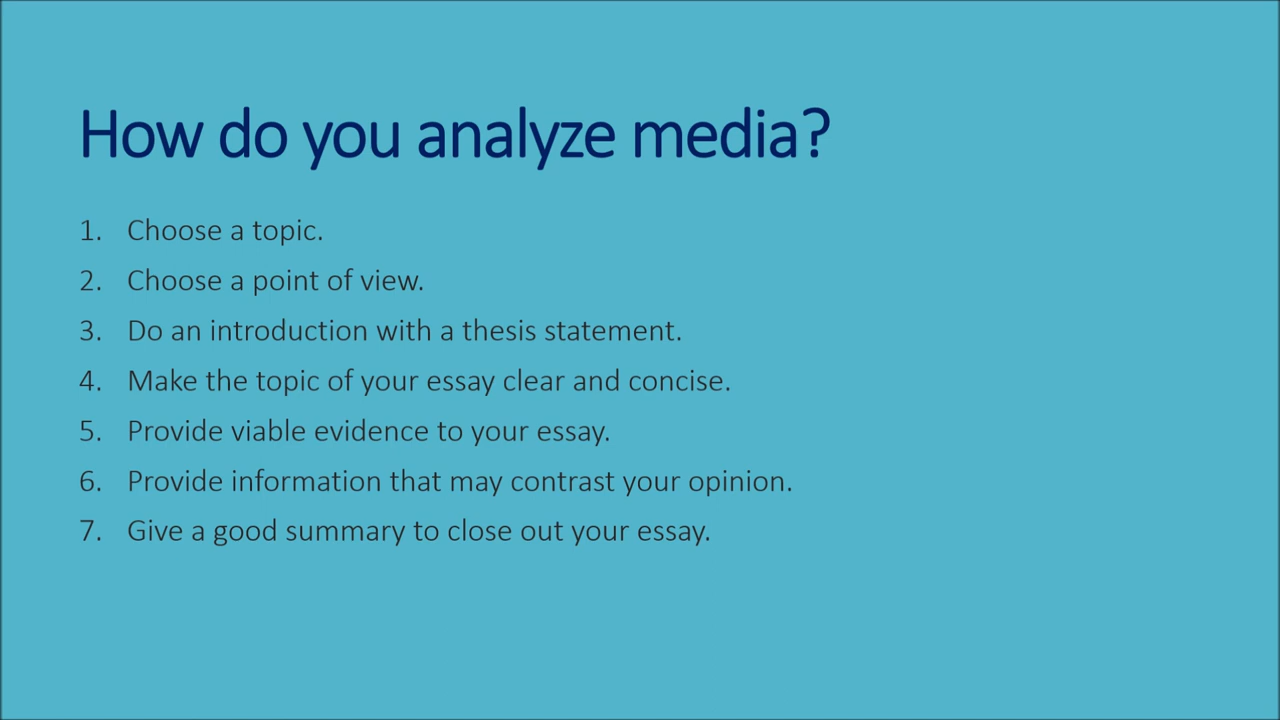 How do you analyze media?
1. Choose a topic.
2. Choose a point of view.
3. Do an introduction with a thesis statement.
4. Make the topic of your essay clear and concise.
5. Provide viable evidence to your essay.
6. Provide information that may contrast your opinion.
7. Give a good summary to close out your essay.